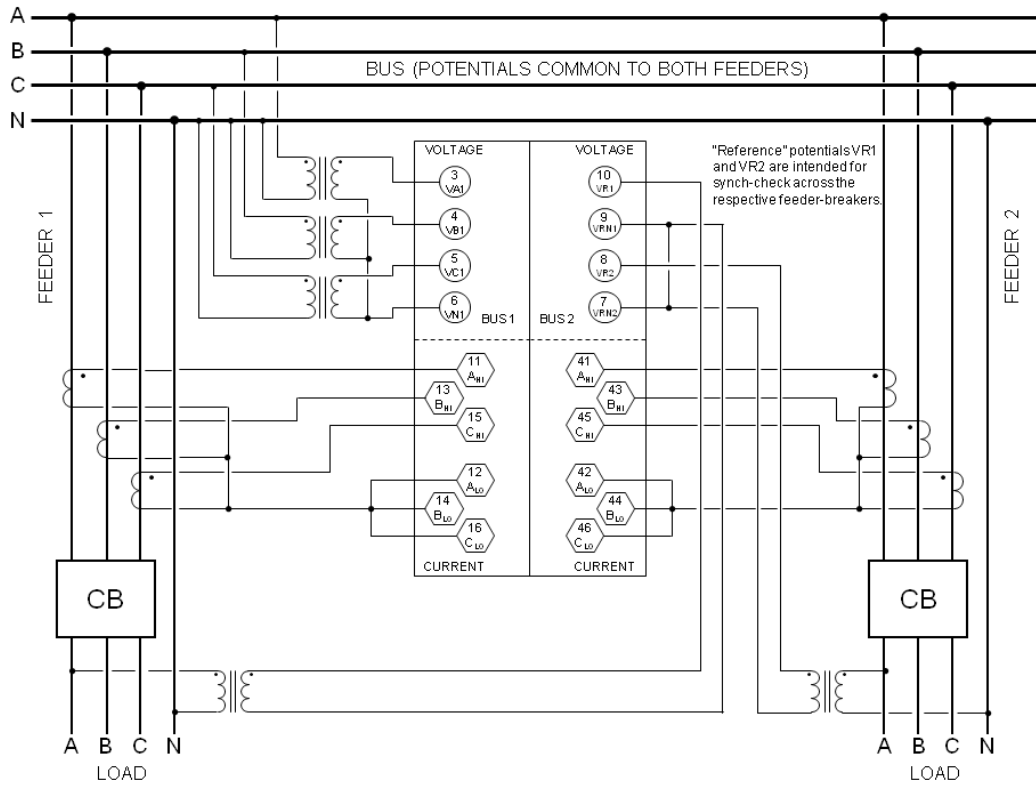 A
B
BUS (POTENTIALS COMMON TO BOTH FEEDERS)
C
N
VOLTAGE
VOLTAGE
"Reference" potentials VR1
and VR2 are intended for
synch-check across the
respective feeder-breakers.
3
VA1
10
VR1
4
VB1
9
VRN1
5
VC1
8
VR2
6
VN1
7
VRN2
BUS 1
BUS 2
FEEDER 1
FEEDER 2
11
AHI
41
AHI
13
BHI
43
BHI
15
CHI
45
CHI
12
ALO
42
ALO
14
BLO
44
BLO
16
CLO
46
CLO
CURRENT
CURRENT
CB
CB
A B C N
A B C N
LOAD
LOAD